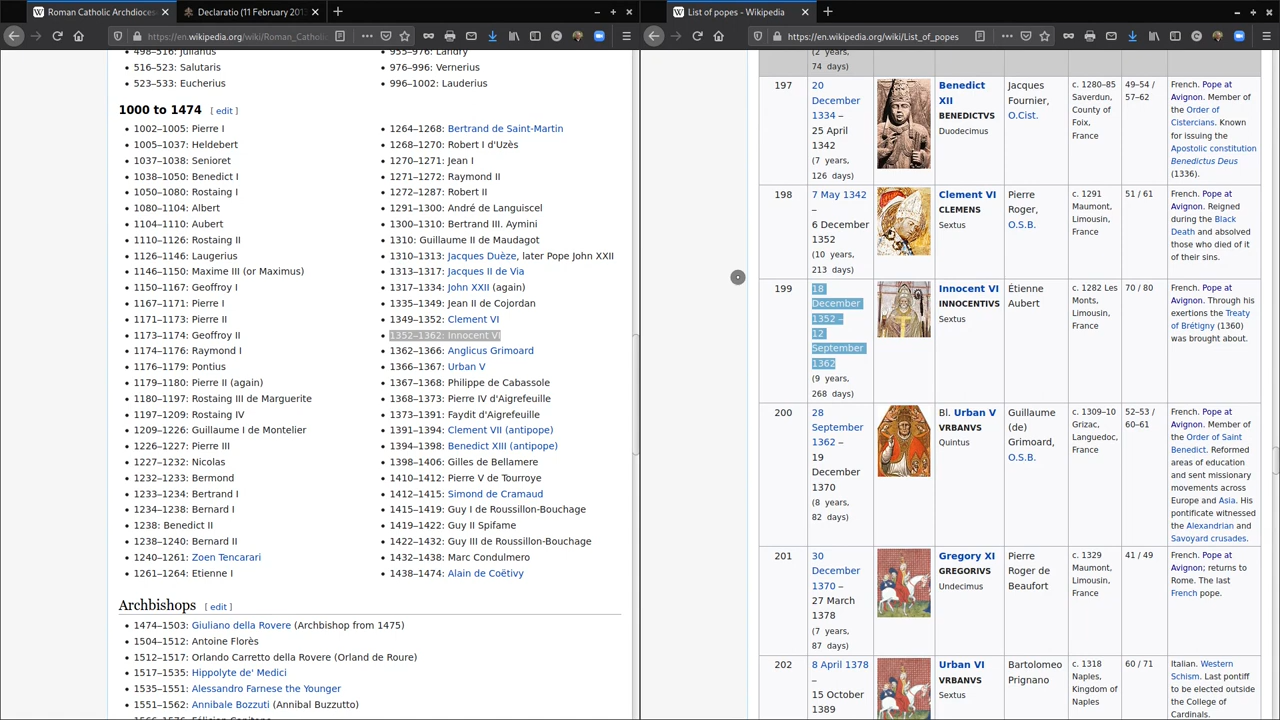 Roman Catholic Archdioces
Declaratio (11 February 201
https://en.wikipedia.org/wiki/Roman_Catholic
498–516: Julianus
516–523: Salutaris
523–533: Eucherius
955–976: Landry
976–996: Vernerius
996–1002: Lauderius
1000 to 1474 [ edit ]
1002–1005: Pierre I
1005–1037: Heldebert
1037–1038: Senioret
1038–1050: Benedict I
1050–1080: Rostaing I
1080–1104: Albert
1104–1110: Aubert
1110–1126: Rostaing II
1126–1146: Laugerius
1146–1150: Maxime III (or Maximus)
1150–1167: Geoffroy I
1167–1171: Pierre I
1171–1173: Pierre II
1173–1174: Geoffroy II
1174–1176: Raymond I
1176–1179: Pontius
1179–1180: Pierre II (again)
1180–1197: Rostaing III de Marguerite
1197–1209: Rostaing IV
1209–1226: Guillaume I de Montelier
1226–1227: Pierre III
1227–1232: Nicolas
1232–1233: Bermond
1233–1234: Bertrand I
1234–1238: Bernard I
1238: Benedict II
1238–1240: Bernard II
1240–1261: Zoen Tencarari
1261–1264: Etienne I
1264–1268: Bertrand de Saint-Martin
1268–1270: Robert I d'Uzès
1270–1271: Jean I
1271–1272: Raymond II
1272–1287: Robert II
1291–1300: André de Languiscel
1300–1310: Bertrand III. Aymini
1310: Guillaume II de Maudagot
1310–1313: Jacques Duèze, later Pope John XXII
1313–1317: Jacques II de Via
1317–1334: John XXII (again)
1335–1349: Jean II de Cojordan
1349–1352: Clement VI
1352–1362: Innocent VI
1362–1366: Anglicus Grimoard
1366–1367: Urban V
1367–1368: Philippe de Cabassole
1368–1373: Pierre IV d'Aigrefeuille
1373–1391: Faydit d'Aigrefeuille
1391–1394: Clement VII (antipope)
1394–1398: Benedict XIII (antipope)
1398–1406: Gilles de Bellamere
1410–1412: Pierre V de Tourroye
1412–1415: Simond de Cramaud
1415–1419: Guy I de Roussillon-Bouchage
1419–1422: Guy II Spifame
1422–1432: Guy III de Roussillon-Bouchage
1432–1438: Marc Condulmero
1438–1474: Alain de Coëtivy
Archbishops [ edit ]
1474–1503: Giuliano della Rovere (Archbishop from 1475)
1504–1512: Antoine Florès
1512–1517: Orlando Carretto della Rovere (Orland de Roure)
1517–1535: Hippolyte de' Medici
1535–1551: Alessandro Farnese the Younger
1551–1562: Annibale Bozzuti (Annibal Buzzutto)
List of popes - Wikipedia
https://en.wikipedia.org/wiki/List_of_popes
(2 years,
74 days)
197
20
December
1334 –
25 April
1342
(7 years,
126 days)
Benedict
XII
BENEDICTVS
Duodecimus
Jacques
Fournier,
O.Cist.
c. 1280–85
Saverdun,
County of
Foix,
France
49–54 /
57–62
French. Pope at
Avignon. Member of
the Order of
Cistercians. Known
for issuing the
Apostolic constitution
Benedictus Deus
(1336).
198
7 May 1342
–
6 December
1352
(10 years,
213 days)
Clement VI
CLEMENS
Sextus
Pierre
Roger,
O.S.B.
c. 1291
Maumont,
Limousin,
France
51 / 61
French. Pope at
Avignon. Reigned
during the Black
Death and absolved
those who died of it
of their sins.
199
18
December
1352 –
12
September
1362
(9 years,
268 days)
Innocent VI
INNOCENTIVS
Sextus
Étienne
Aubert
c. 1282 Les
Monts,
Limousin,
France
70 / 80
French. Pope at
Avignon. Through his
exertions the Treaty
of Brétigny (1360)
was brought about.
200
28
September
1362 –
19
December
1370
(8 years,
82 days)
Bl. Urban V
VRBANVS
Quintus
Guillaume
(de)
Grimoard,
O.S.B.
c. 1309–10
Grizac,
Languedoc,
France
52–53 /
60–61
French. Pope at
Avignon. Member of
the Order of Saint
Benedict. Reformed
areas of education
and sent missionary
movements across
Europe and Asia. His
pontificate witnessed
the Alexandrian and
Savoyard crusades.
201
30
December
1370 –
27 March
1378
(7 years,
87 days)
Gregory XI
GREGORIVS
Undecimus
Pierre
Roger de
Beaufort
c. 1329
Maumont,
Limousin,
France
41 / 49
French. Pope at
Avignon; returns to
Rome. The last
French pope.
202
8 April 1378
–
15 October
1389
Urban VI
VRBANVS
Sextus
Bartolomeo
Prignano
c. 1318
Naples,
Kingdom of
Naples
60 / 71
Italian. Western
Schism. Last pontiff
to be elected outside
the College of
Cardinals.